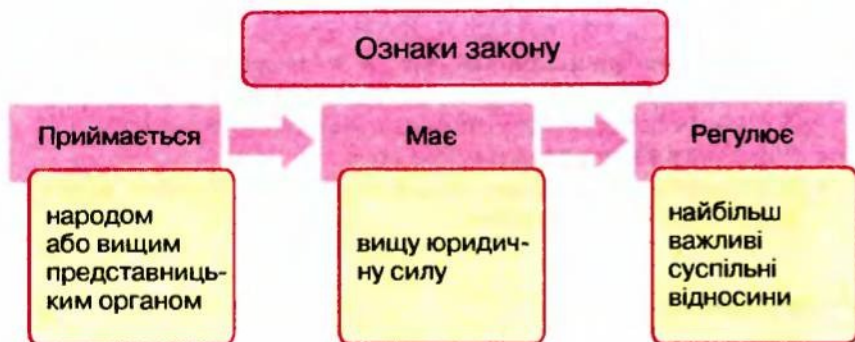 Ознаки закону
Приймається
народом
або вищим
представниць-
ким органом
Має
вищу юридич-
ну силу
Регулює
найбільш
важливі
суспільні
відносини